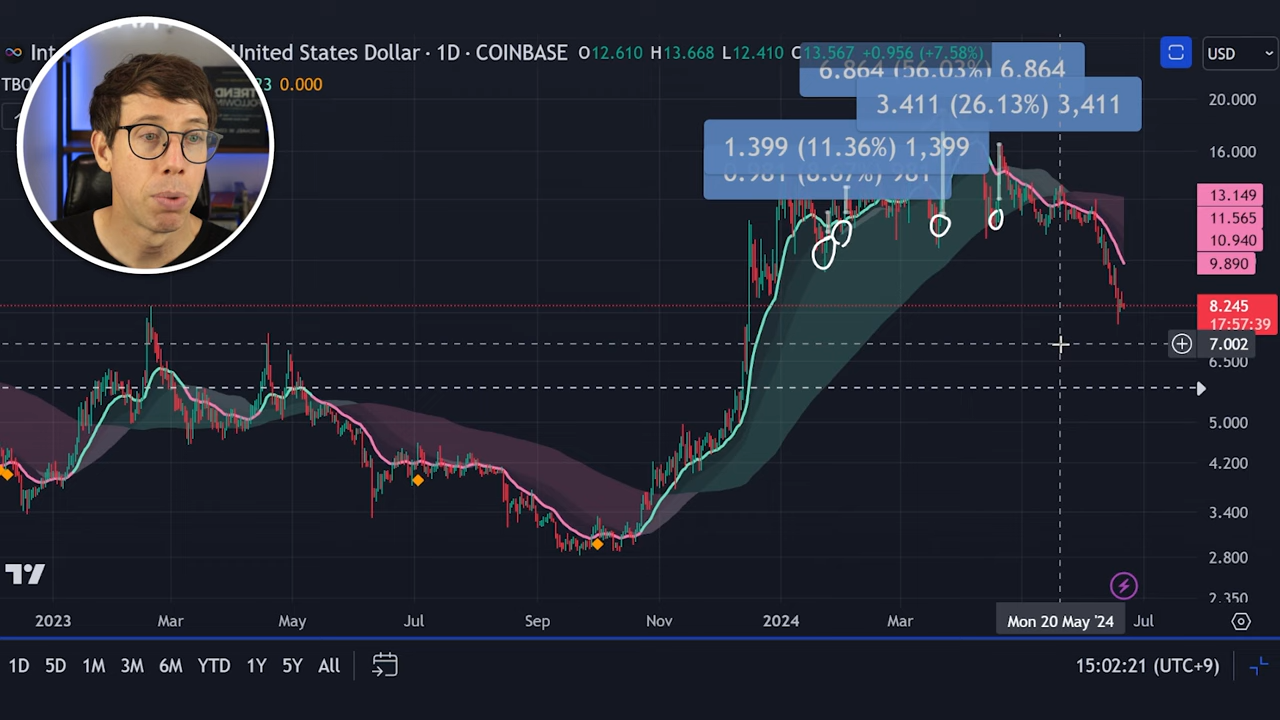 Int United States Dollar · 1D · COINBASE O12.610 H13.668 L12.410 C13.567 +0.956 (+7.58%)
USD
TBO 23 0.000
6.864 (56.03%) 6.864
3.411 (26.13%) 3,411
1.399 (11.36%) 1,399
0.981 (8.67%) 981
TREND
FOLLOWING
20.000
16.000
13.149
11.565
10.940
9.890
8.245
17:57:39
7.002
6.500
5.000
4.200
3.400
2.800
2.350
2023 Mar May Jul Sep Nov 2024 Mar Mon 20 May '24 Jul
1D 5D 1M 3M 6M YTD 1Y 5Y All
15:02:21 (UTC+9)